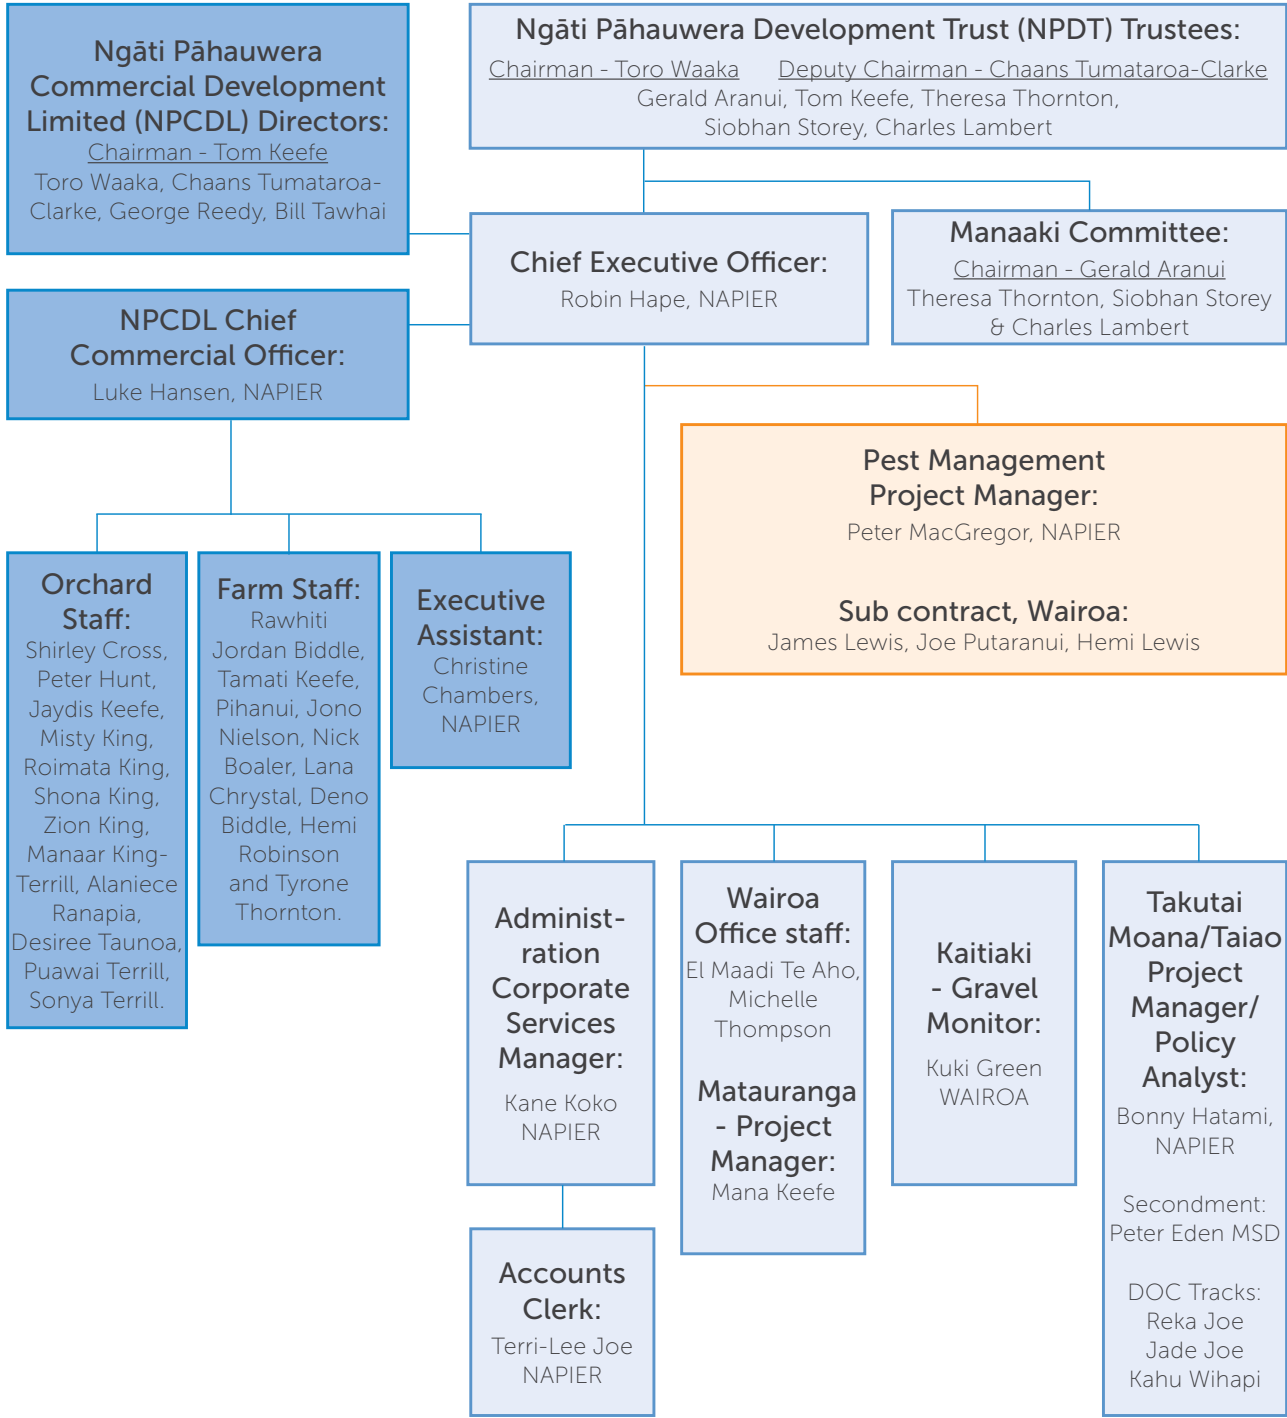 Ngāti Pāhauwera
Commercial Development
Limited (NPCDL) Directors:
Chairman - Tom Keefe
Toro Waaka, Chaans Tumataroa-
Clarke, George Reedy, Bill Tawhai
Ngāti Pāhauwera Development Trust (NPDT) Trustees:
Chairman - Toro Waaka Deputy Chairman - Chaans Tumataroa-Clarke
Gerald Aranui, Tom Keefe, Theresa Thornton,
Siobhan Storey, Charles Lambert
Chief Executive Officer:
Robin Hape, NAPIER
Manaaki Committee:
Chairman - Gerald Aranui
Theresa Thornton, Siobhan Storey
& Charles Lambert
NPCDL Chief
Commercial Officer:
Luke Hansen, NAPIER
Pest Management
Project Manager:
Peter MacGregor, NAPIER
Sub contract, Wairoa:
James Lewis, Joe Putaranui, Hemi Lewis
Orchard
Staff:
Shirley Cross,
Peter Hunt,
Jaydis Keefe,
Misty King,
Roimata King,
Shona King,
Zion King,
Manaar King-
Terrill, Alaniece
Ranapia,
Desiree Taunoa,
Puawai Terrill,
Sonya Terrill.
Farm Staff:
Rawhiti
Jordan Biddle,
Tamati Keefe,
Pihanui, Jono
Nielson, Nick
Boaler, Lana
Chrystal, Deno
Biddle, Hemi
Robinson
and Tyrone
Thornton.
Executive
Assistant:
Christine
Chambers,
NAPIER
Administ-
ration
Corporate
Services
Manager:
Kane Koko
NAPIER
Accounts
Clerk:
Terri-Lee Joe
NAPIER
Wairoa
Office staff:
El Maadi Te Aho,
Michelle
Thompson
Matauranga
- Project
Manager:
Mana Keefe
Kaitiaki
- Gravel
Monitor:
Kuki Green
WAIROA
Takutai
Moana/Taiao
Project
Manager/
Policy
Analyst:
Bonny Hatami,
NAPIER
Secondment:
Peter Eden MSD
DOC Tracks:
Reka Joe
Jade Joe
Kahu Wihapi